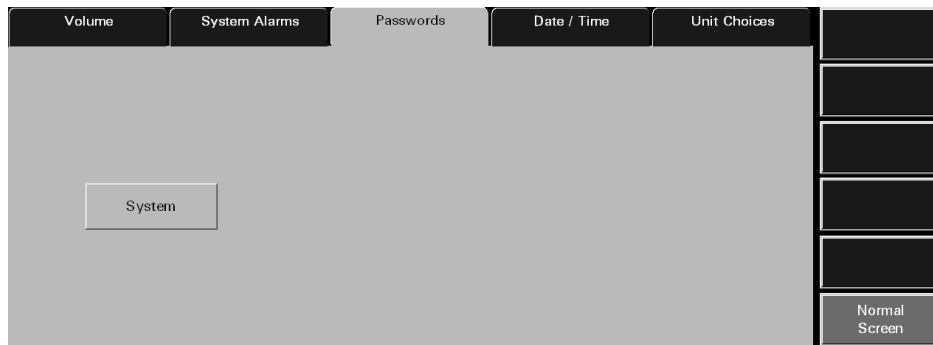 Volume
System Alarms
Passwords
Date / Time
Unit Choices
System
Normal
Screen